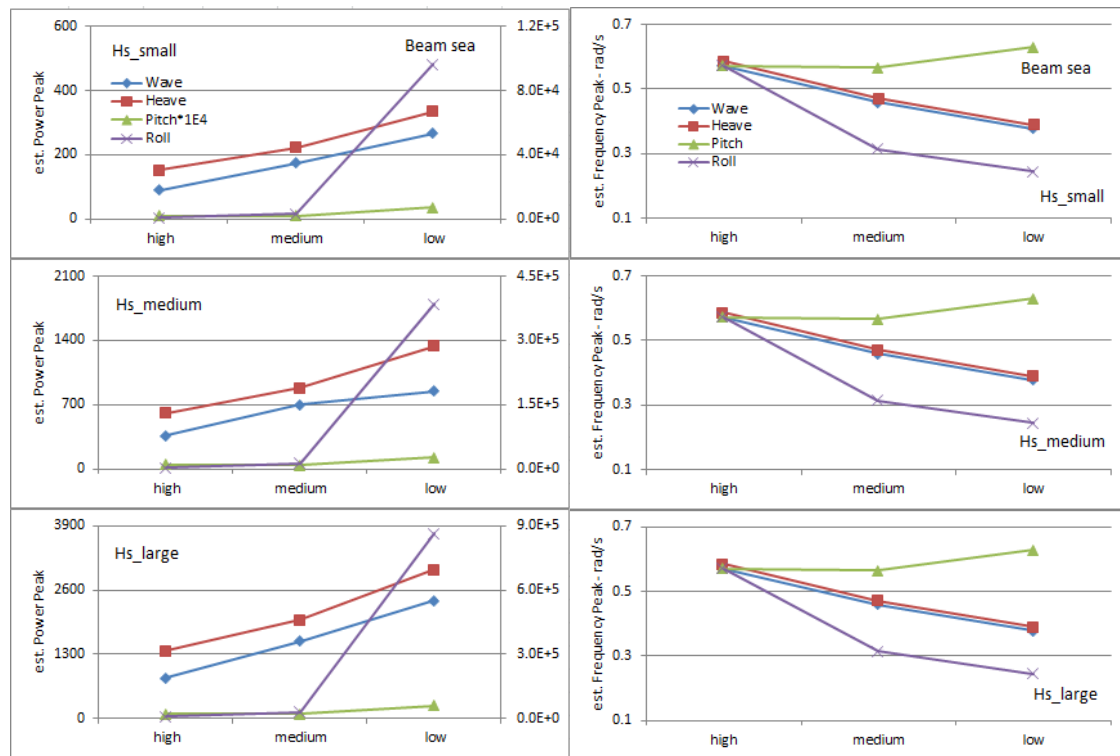 600
1.2E+5
Hs_small
Beam sea
Wave
Heave
Pitch*1E4
Roll
400
8.0E+4
200
4.0E+4
0
0.0E+0
est. Power Peak
high
medium
low
0.7
0.5
0.3
0.1
est. Frequency Peak - rad/s
Beam sea
Wave
Heave
Pitch
Roll
Hs_small
high
medium
low
2100
4.5E+5
Hs_medium
1400
3.0E+5
700
1.5E+5
0
0.0E+0
est. Power Peak
high
medium
low
0.7
0.5
0.3
0.1
est. Frequency Peak - rad/s
Hs_medium
high
medium
low
3900
9.0E+5
Hs_large
2600
6.0E+5
1300
3.0E+5
0
0.0E+0
est. Power Peak
high
medium
low
0.7
0.5
0.3
0.1
est. Frequency Peak - rad/s
Hs_large
high
medium
low